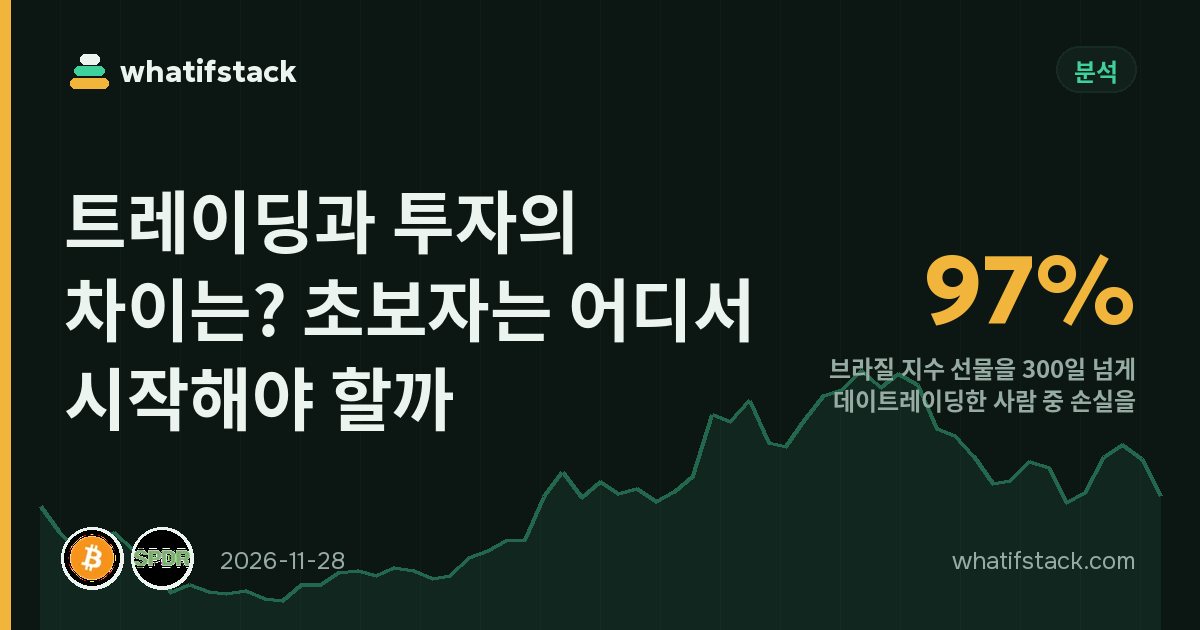 whatifstack
분석
트레이딩과 투자의
차이는? 초보자는 어디서
시작해야 할까
97%
브라질 지수 선물을 300일 넘게
데이트레이딩한 사람 중 손실을
SPDR
2026-11-28
whatifstack.com